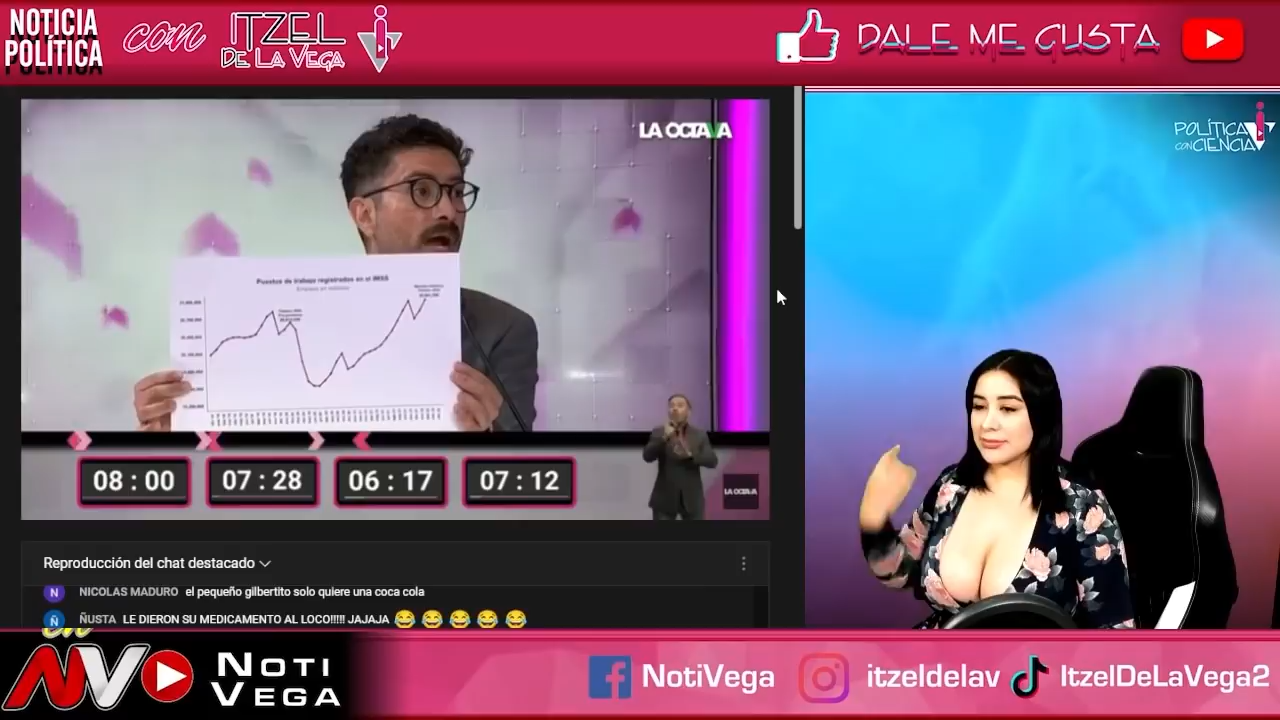 NOTICIA
POLÍTICA
con
ITZEL
DE LA VEGA
DALE ME GUSTA
LA OCTAVA
POLÍTICA
CON CIENCIA
Puestos de trabajo registrados en el IMSS
08:00
07:28
06:17
07:12
LA OCTAVA
Reproducción del chat destacado
N NICOLAS MADURO el pequeño gilbertito solo quiere una coca cola
Ñ ÑUSTA LE DIERON SU MEDICAMENTO AL LOCO!!!!! JAJAJA 😂 😂 😂 😂 😂
en
NV
NOTI
VEGA
NotiVega
itzeldelav
ItzelDeLaVega2